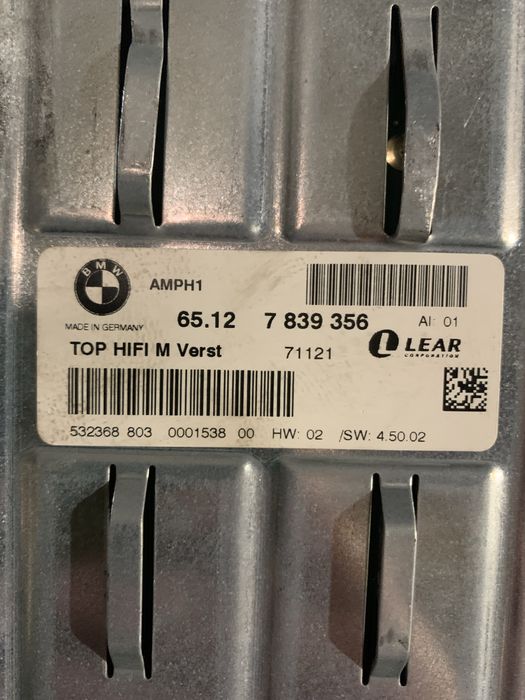 BMW
AMPH1
MADE IN GERMANY
65.12 7 839 356 AI: 01
TOP HIFI M Verst 71121 LEAR
CORPORATION
532368 803 0001538 00 HW: 02 /SW: 4.50.02